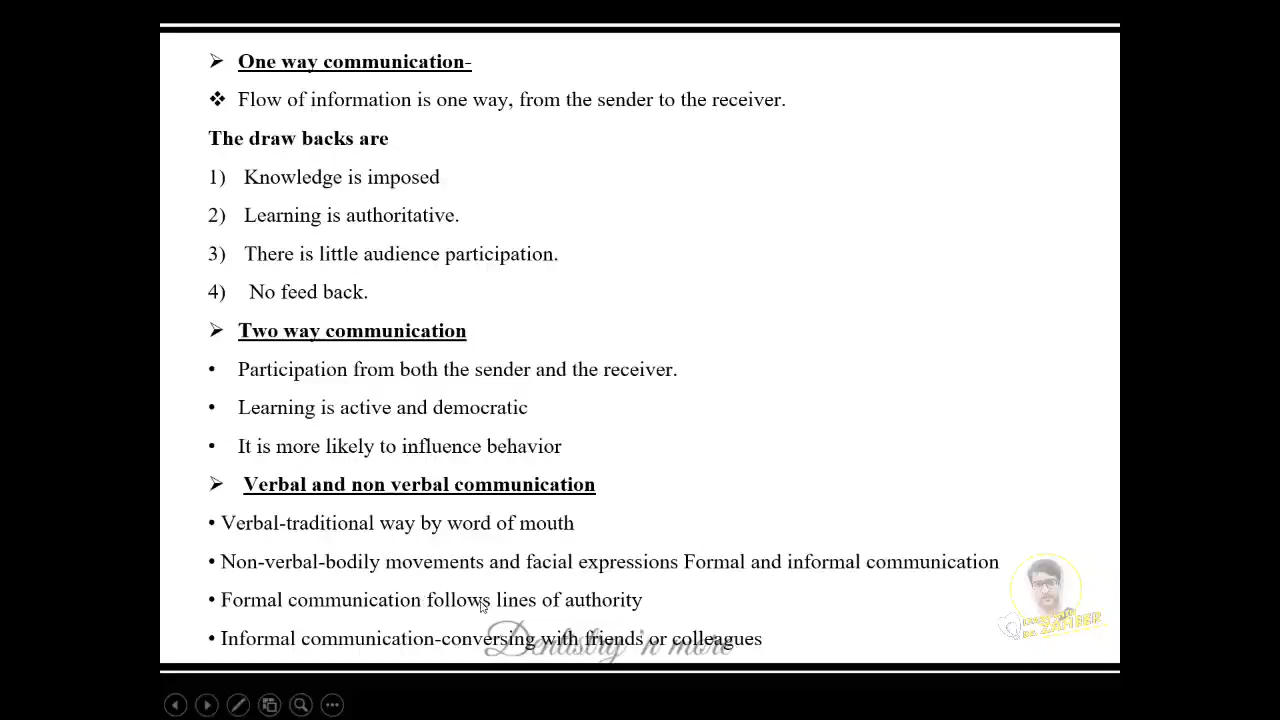 ➢ One way communication-
❖ Flow of information is one way, from the sender to the receiver.
The draw backs are
1) Knowledge is imposed
2) Learning is authoritative.
3) There is little audience participation.
4) No feed back.
➢ Two way communication
• Participation from both the sender and the receiver.
• Learning is active and democratic
• It is more likely to influence behavior
➢ Verbal and non verbal communication
• Verbal-traditional way by word of mouth
• Non-verbal-bodily movements and facial expressions Formal and informal communication
• Formal communication follows lines of authority
• Informal communication-conversing with friends or colleagues
Dentistry 'n more